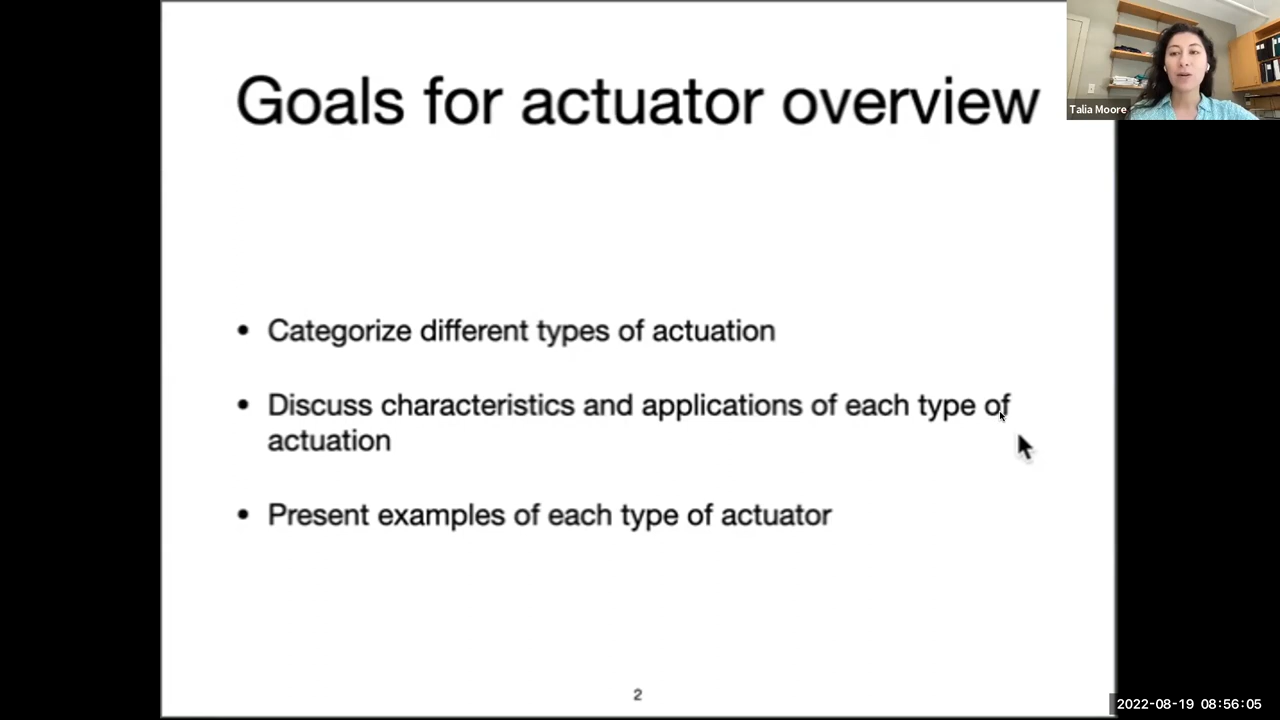 Goals for actuator overview
Talia Moore
• Categorize different types of actuation
• Discuss characteristics and applications of each type of
actuation
• Present examples of each type of actuator
2
2022-08-19 08:56:05